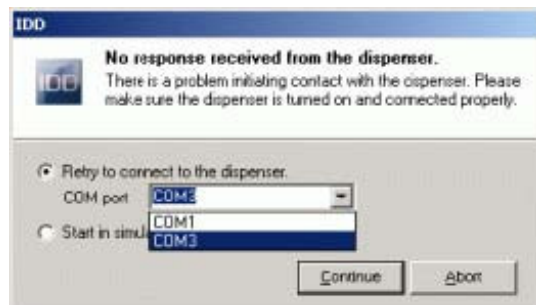 IDD
No response received from the dispenser.
IDD
There is a problem initiating contact with the dispenser. Please
make sure the dispenser is turned on and connected properly.
Retry to connect to the dispenser.
COM port COM3
COM1
Start in simul
COM3
Continue Abort